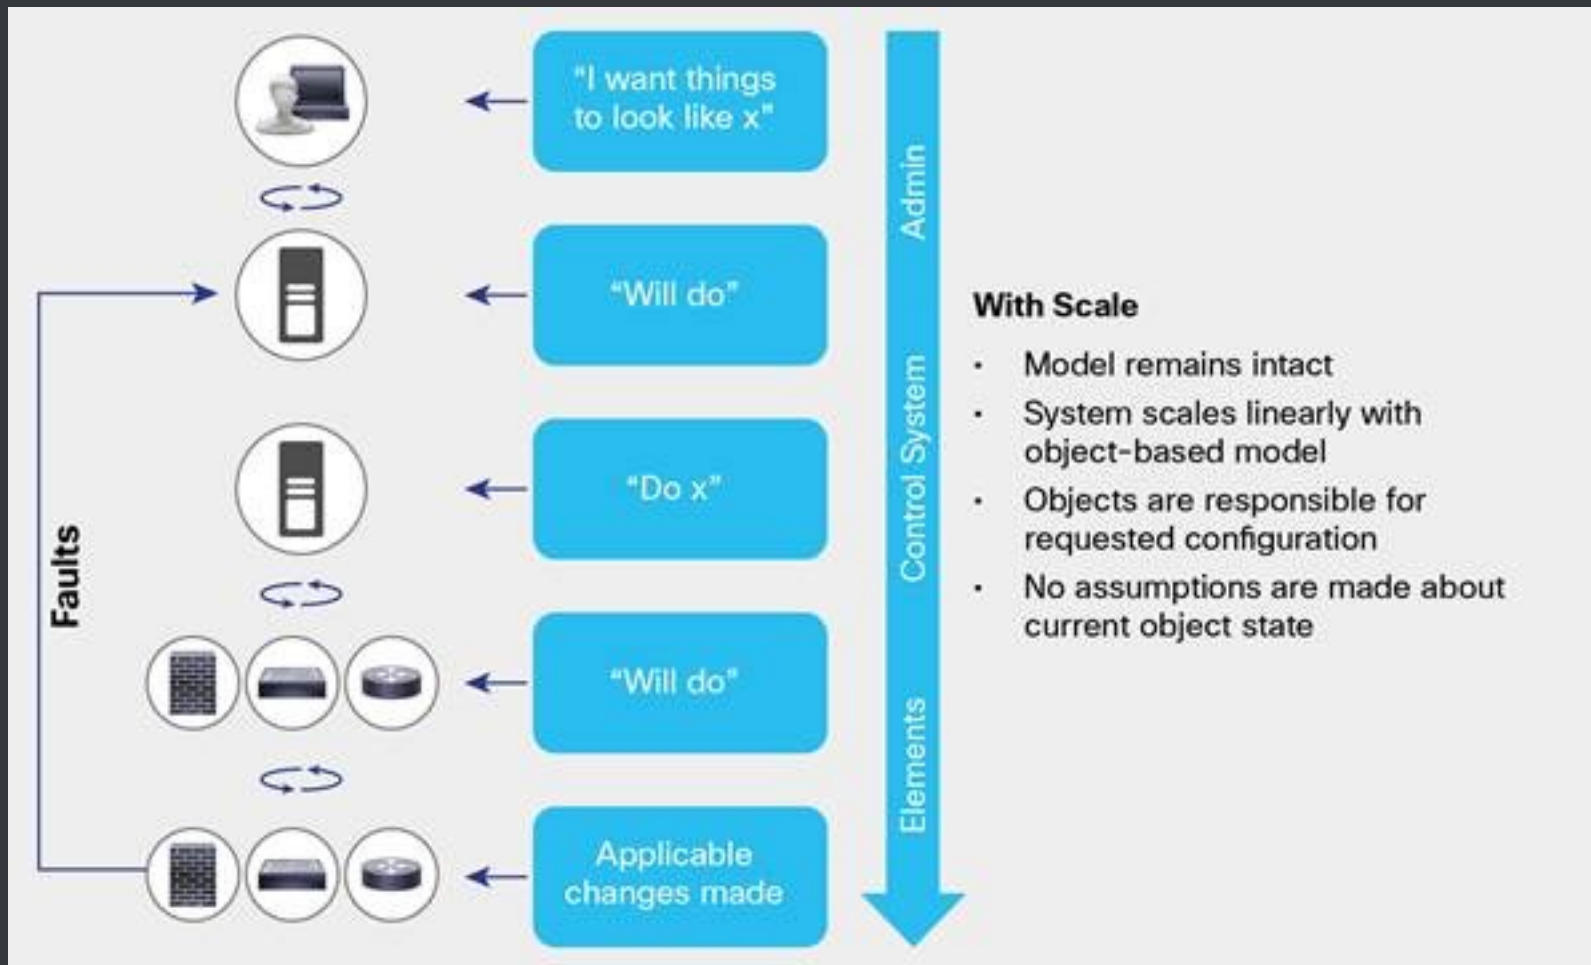 “I want things
to look like x”
“Will do”
“Do x”
“Will do”
Applicable
changes made
Faults
Admin
Control System
Elements
With Scale
• Model remains intact
• System scales linearly with
object-based model
• Objects are responsible for
requested configuration
• No assumptions are made about
current object state